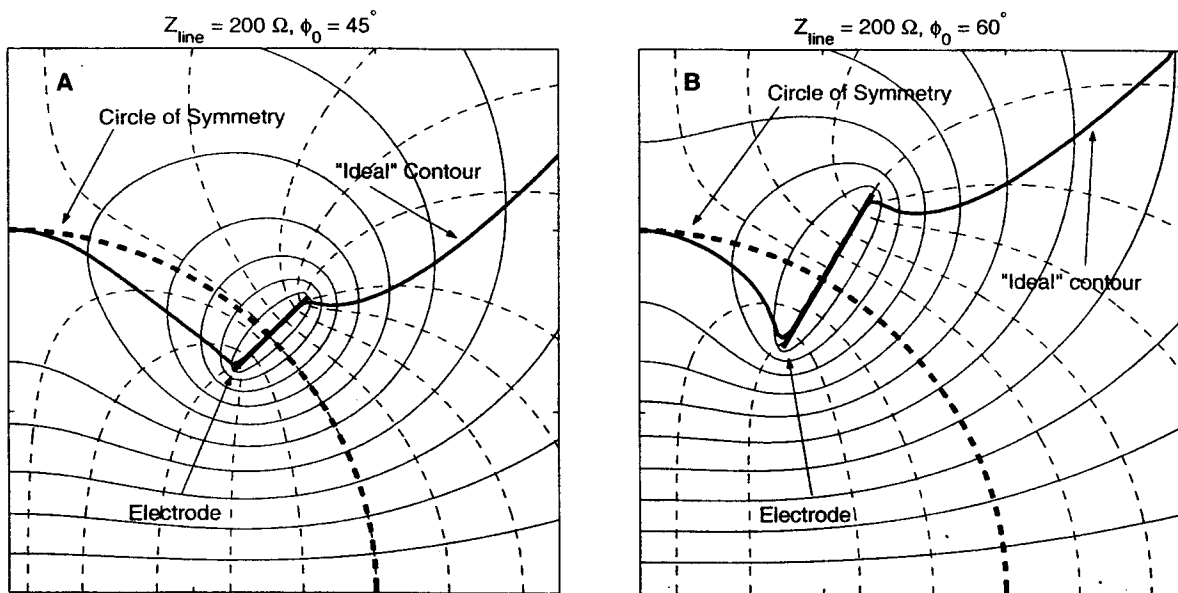 Z_line = 200 Ω, ϕ_0 = 45°
A
Circle of Symmetry
"Ideal" Contour
Electrode
Z_line = 200 Ω, ϕ_0 = 60°
B
Circle of Symmetry
"Ideal" contour
Electrode